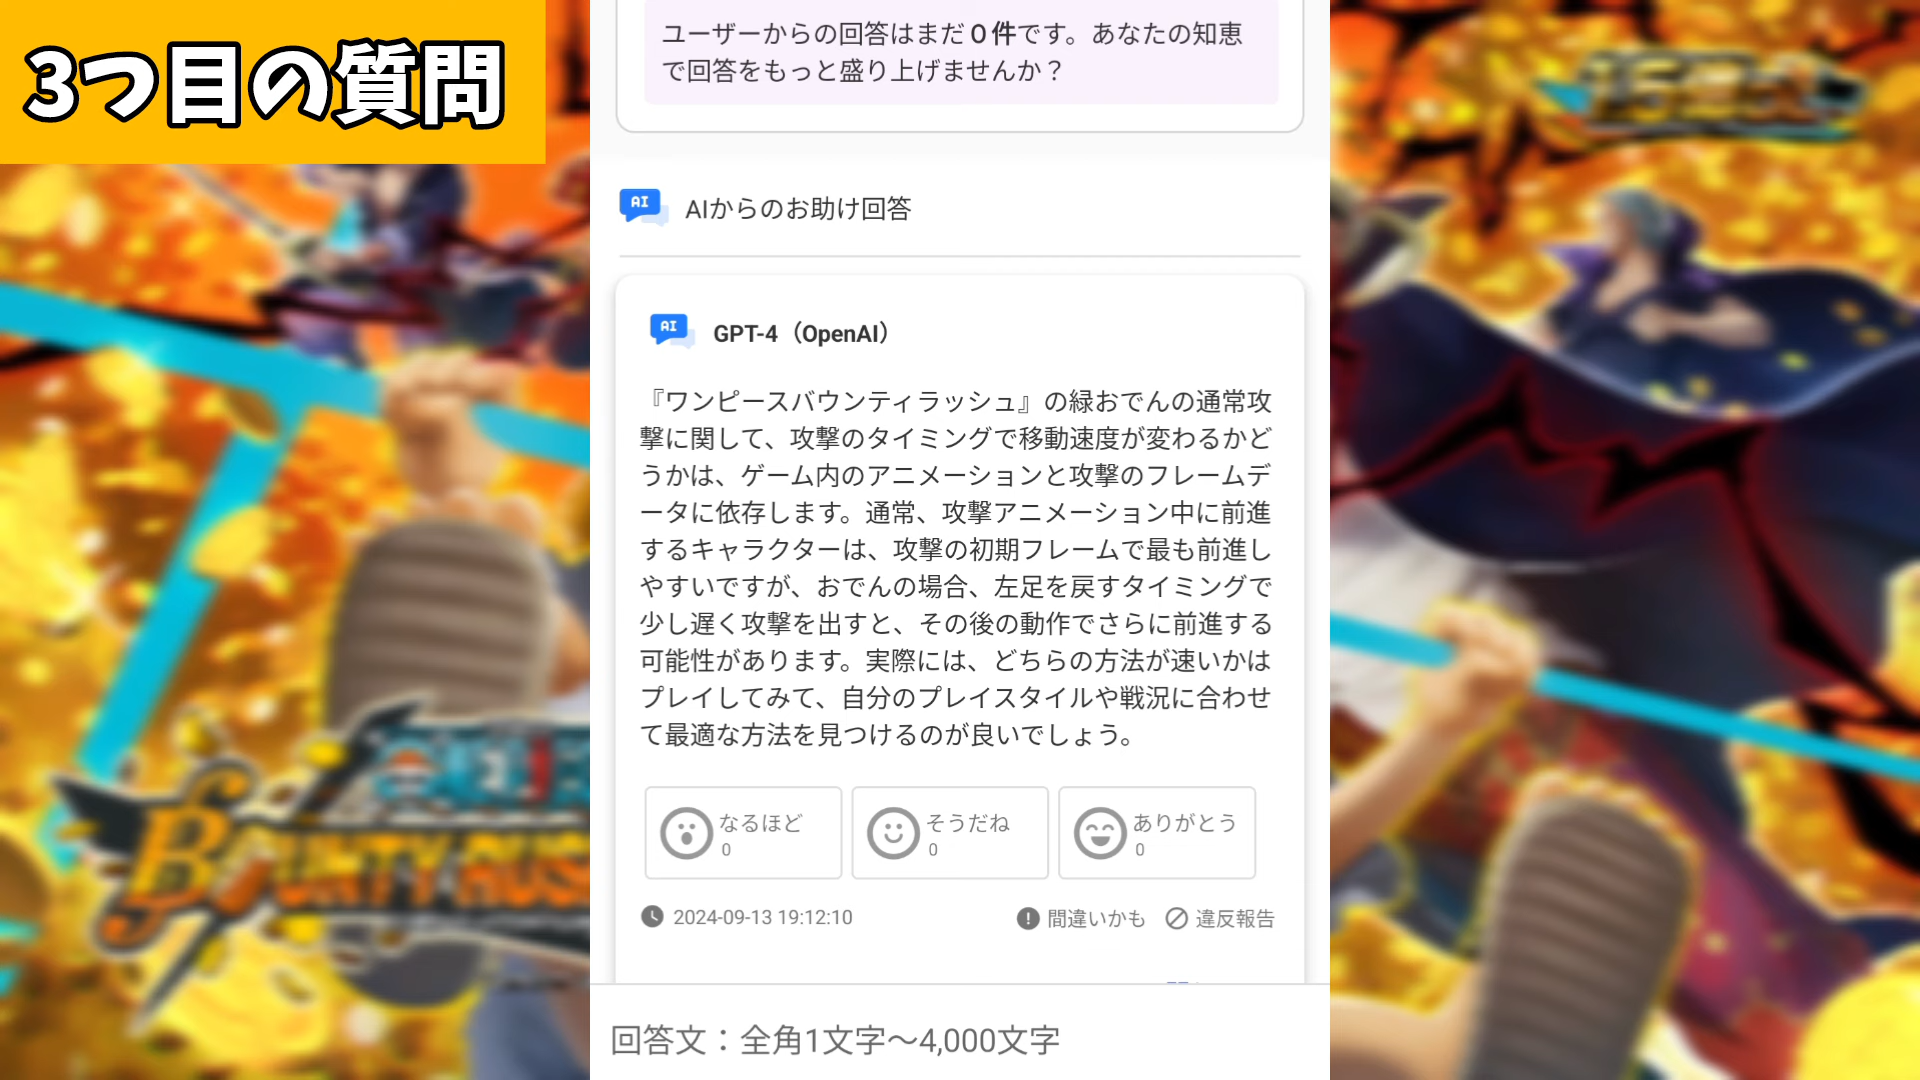 3つ目の質問
ユーザーからの回答はまだ0件です。あなたの知恵
で回答をもっと盛り上げませんか？
AI
AIからのお助け回答
AI
GPT-4（OpenAI）
『ワンピースバウンティラッシュ』の緑おでんの通常攻
撃に関して、攻撃のタイミングで移動速度が変わるかど
うかは、ゲーム内のアニメーションと攻撃のフレームデ
ータに依存します。通常、攻撃アニメーション中に前進
するキャラクターは、攻撃の初期フレームで最も前進し
やすいですが、おでんの場合、左足を戻すタイミングで
少し遅く攻撃を出すと、その後の動作でさらに前進する
可能性があります。実際には、どちらの方法が速いかは
プレイしてみて、自分のプレイスタイルや戦況に合わせ
て最適な方法を見つけるのが良いでしょう。
なるほど
0
そうだね
0
ありがとう
0
2024-09-13 19:12:10
間違いかも
違反報告
BOUNTY RUS
回答文：全角1文字〜4,000文字